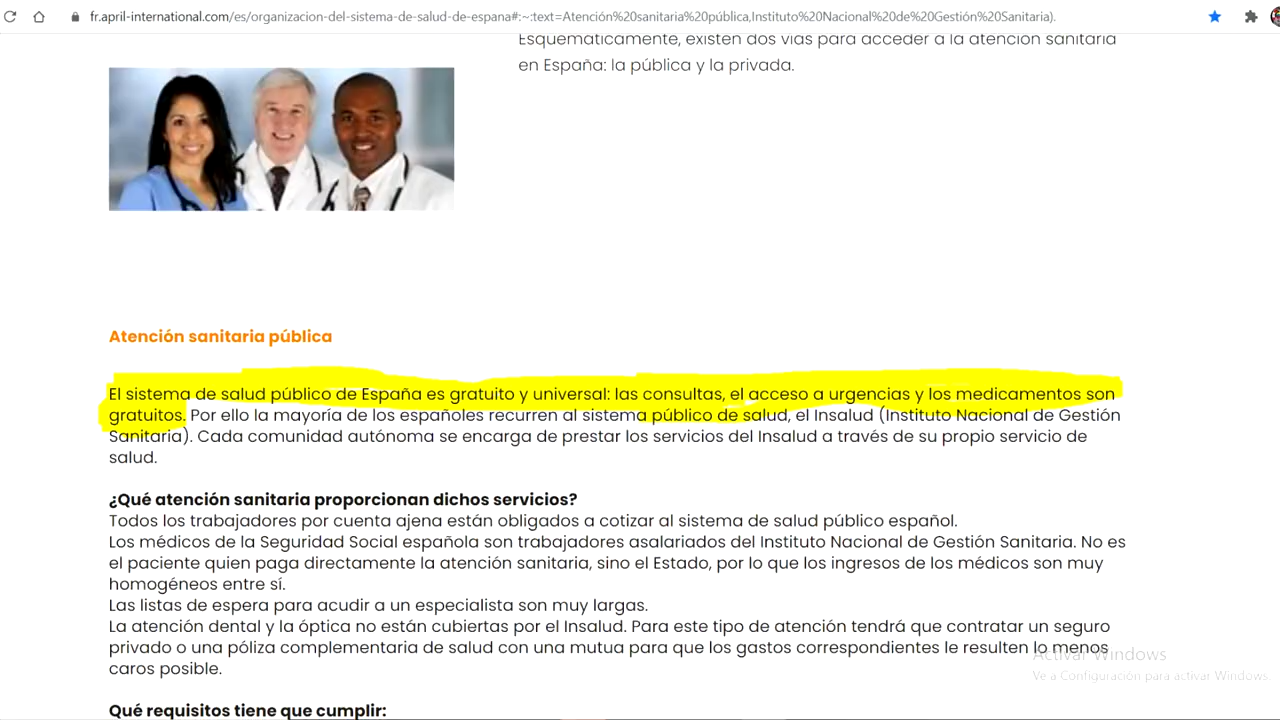 fr.april-international.com/es/organizacion-del-sistema-de-salud-de-espana#:~:text=Atención%20sanitaria%20pública,Instituto%20Nacional%20de%20Gestión%20Sanitaria).
Esquemáticamente, existen dos vías para acceder a la atención sanitaria
en España: la pública y la privada.
Atención sanitaria pública
El sistema de salud público de España es gratuito y universal: las consultas, el acceso a urgencias y los medicamentos son
gratuitos. Por ello la mayoría de los españoles recurren al sistema público de salud, el Insalud (Instituto Nacional de Gestión
Sanitaria). Cada comunidad autónoma se encarga de prestar los servicios del Insalud a través de su propio servicio de
salud.
¿Qué atención sanitaria proporcionan dichos servicios?
Todos los trabajadores por cuenta ajena están obligados a cotizar al sistema de salud público español.
Los médicos de la Seguridad Social española son trabajadores asalariados del Instituto Nacional de Gestión Sanitaria. No es
el paciente quien paga directamente la atención sanitaria, sino el Estado, por lo que los ingresos de los médicos son muy
homogéneos entre sí.
Las listas de espera para acudir a un especialista son muy largas.
La atención dental y la óptica no están cubiertas por el Insalud. Para este tipo de atención tendrá que contratar un seguro
privado o una póliza complementaria de salud con una mutua para que los gastos correspondientes le resulten lo menos
caros posible.
Activar Windows
Ve a Configuración para activar Windows.
Qué requisitos tiene que cumplir: